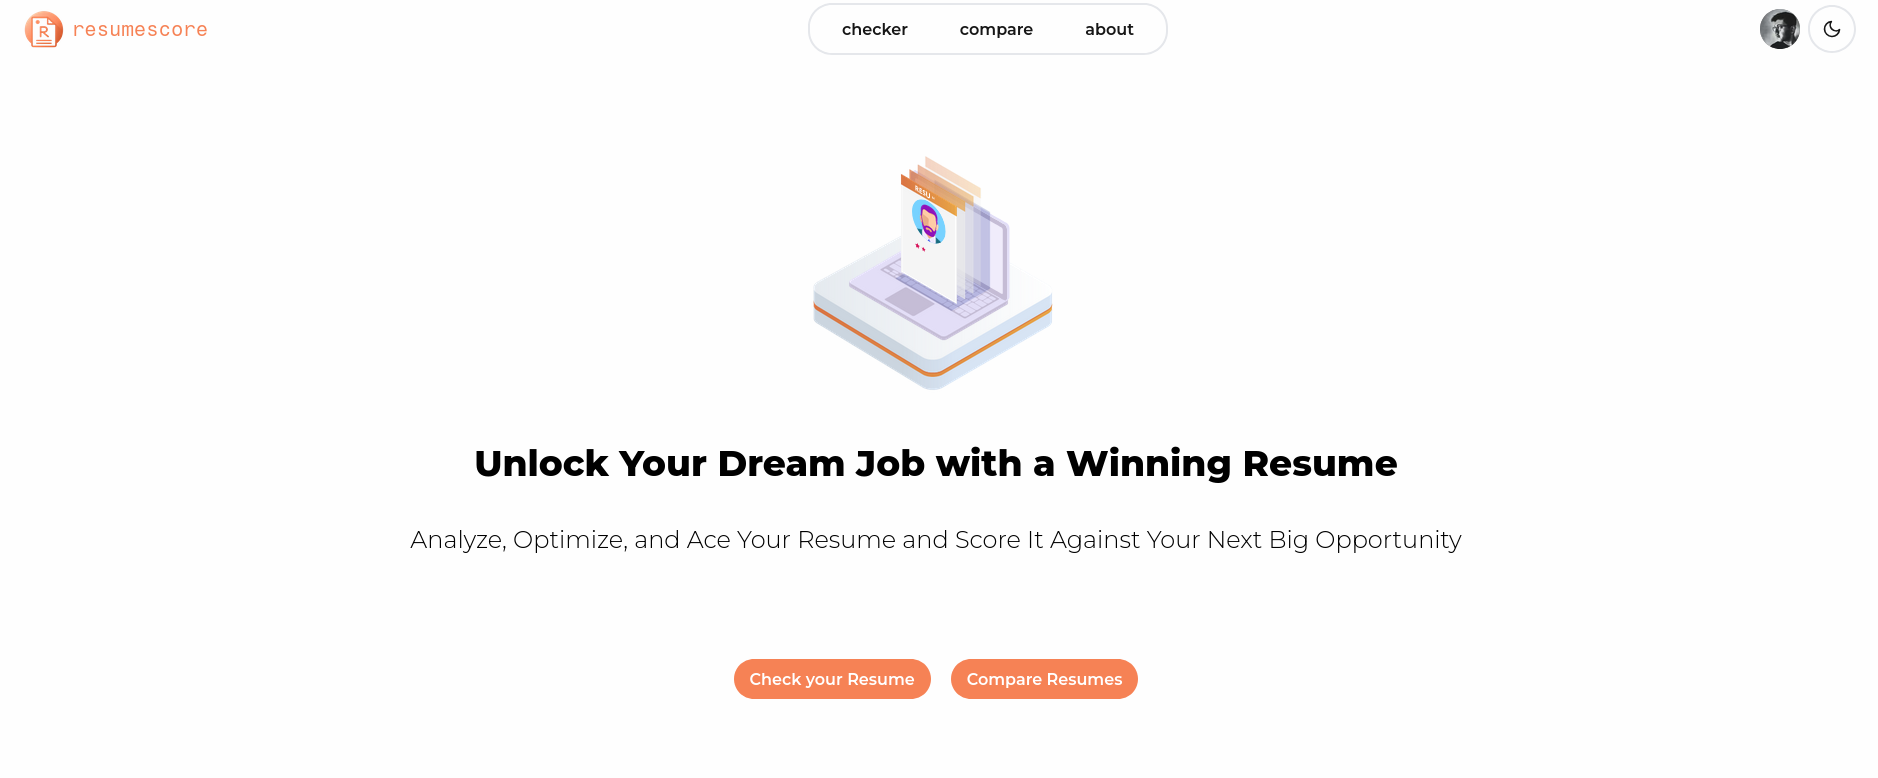 resumescore
checker
compare
about
Unlock Your Dream Job with a Winning Resume
Analyze, Optimize, and Ace Your Resume and Score It Against Your Next Big Opportunity
Check your Resume
Compare Resumes